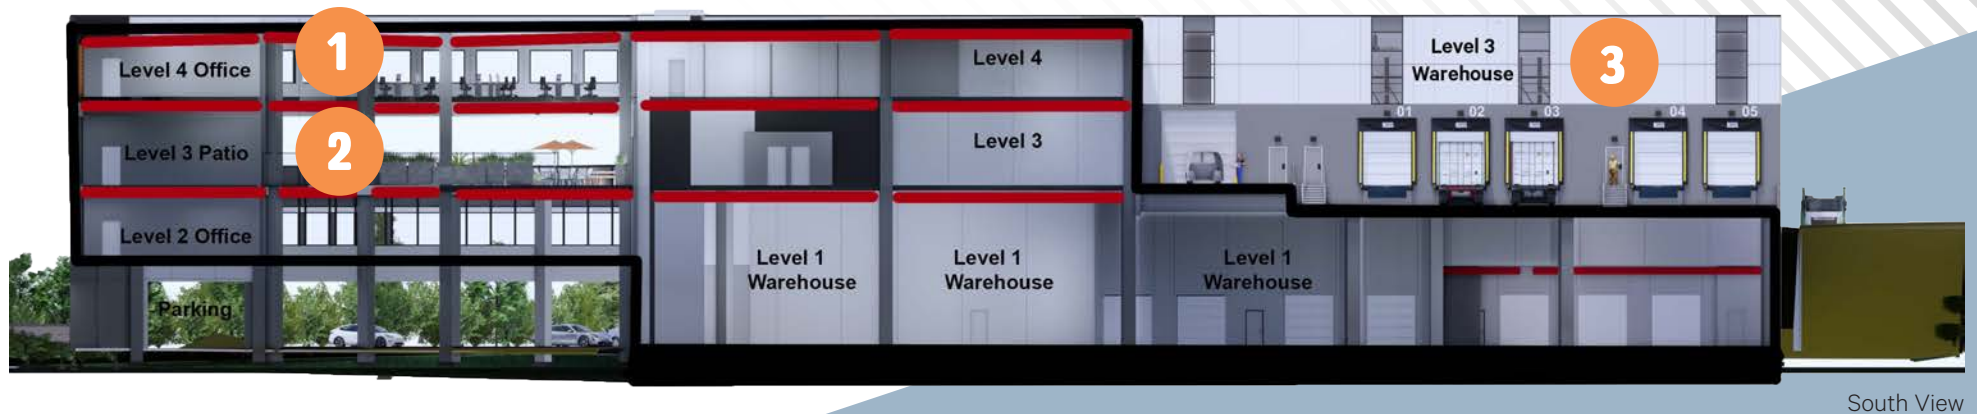 1
Level 4 Office
Level 4
Level 3
Warehouse
3
2
Level 3 Patio
Level 3
01
02
03
04
05
Level 2 Office
Level 1
Warehouse
Level 1
Warehouse
Level 1
Warehouse
Parking
South View